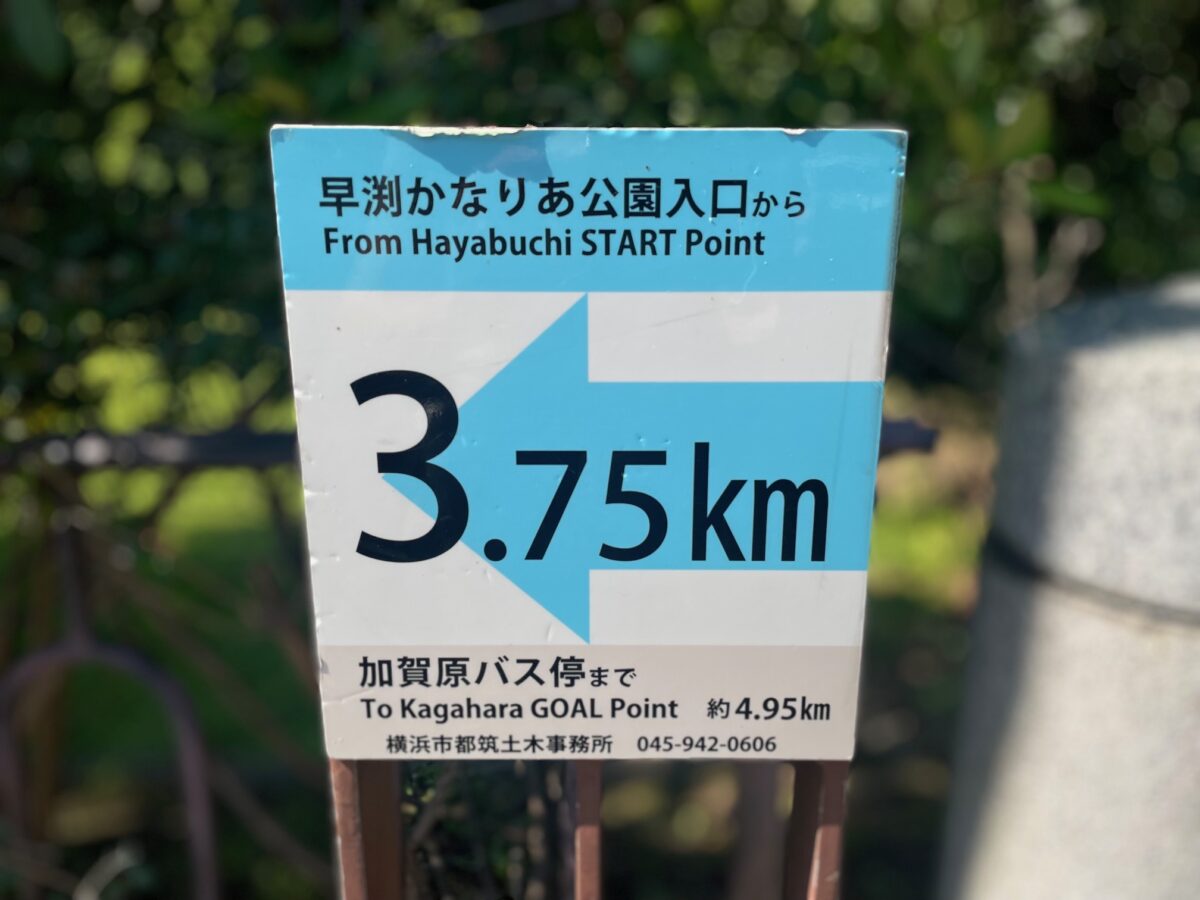 早渕かなりあ公園入口から
From Hayabuchi START Point
3.75km
加賀原バス停まで
To Kagahara GOAL Point 約4.95km
横浜市都筑土木事務所 045-942-0606